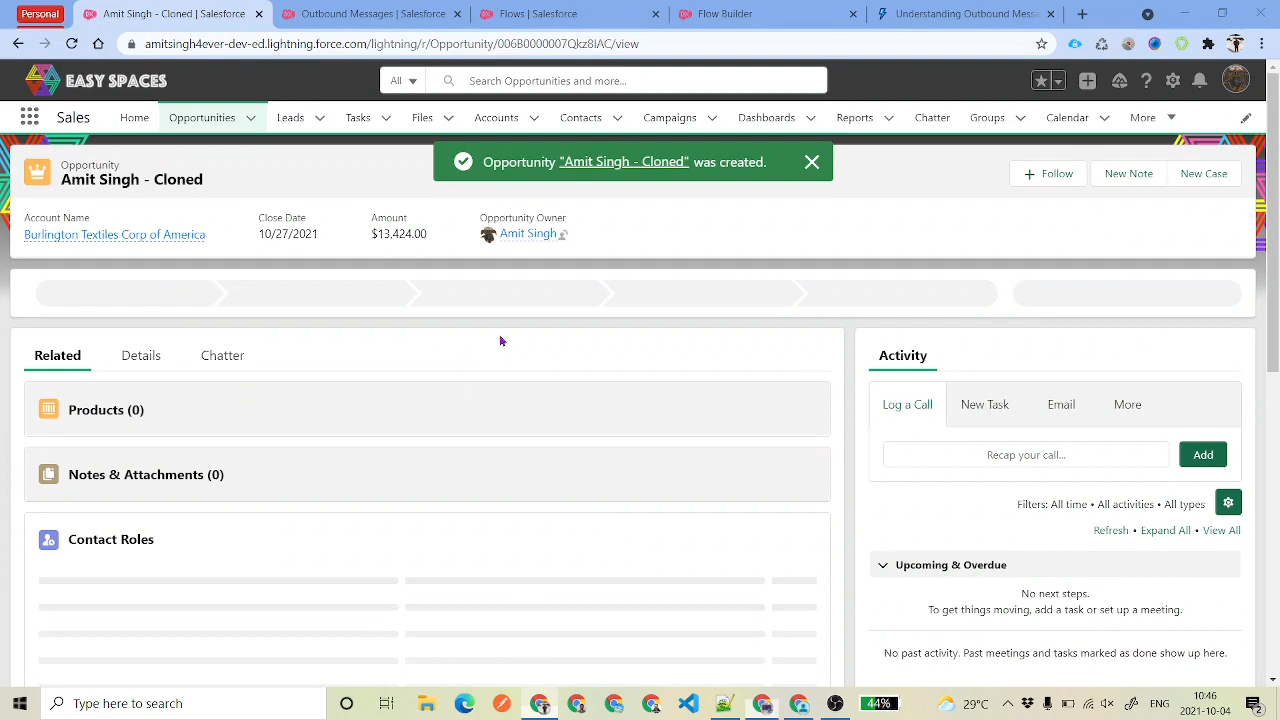 Personal
Amit Singh - Cloned | Salesforce
Outbound Messages | Salesforce
Flows | Salesforce
Flow Builder
Understanding Outbound Messa
amitsingh4ever-dev-ed.lightning.force.com/lightning/r/Opportunity/006B0000007Qkz8IAC/view
EASY SPACES
All
Search Opportunities and more...
Sales
Home
Opportunities
Leads
Tasks
Files
Accounts
Contacts
Campaigns
Dashboards
Reports
Chatter
Groups
Calendar
More
Opportunity "Amit Singh - Cloned" was created.
Opportunity
Amit Singh - Cloned
Follow
New Note
New Case
Account Name
Close Date
Amount
Opportunity Owner
Burlington Textiles Corp of America
10/27/2021
$13,424.00
Amit Singh
Related
Details
Chatter
Activity
Products (0)
Log a Call
New Task
Email
More
Recap your call...
Add
Notes & Attachments (0)
Filters: All time • All activities • All types
Refresh • Expand All • View All
Contact Roles
Upcoming & Overdue
No next steps.
To get things moving, add a task or set up a meeting.
No past activity. Past meetings and tasks marked as done show up here.
Type here to search
44%
29°C
ENG
10:46
2021-10-04
2